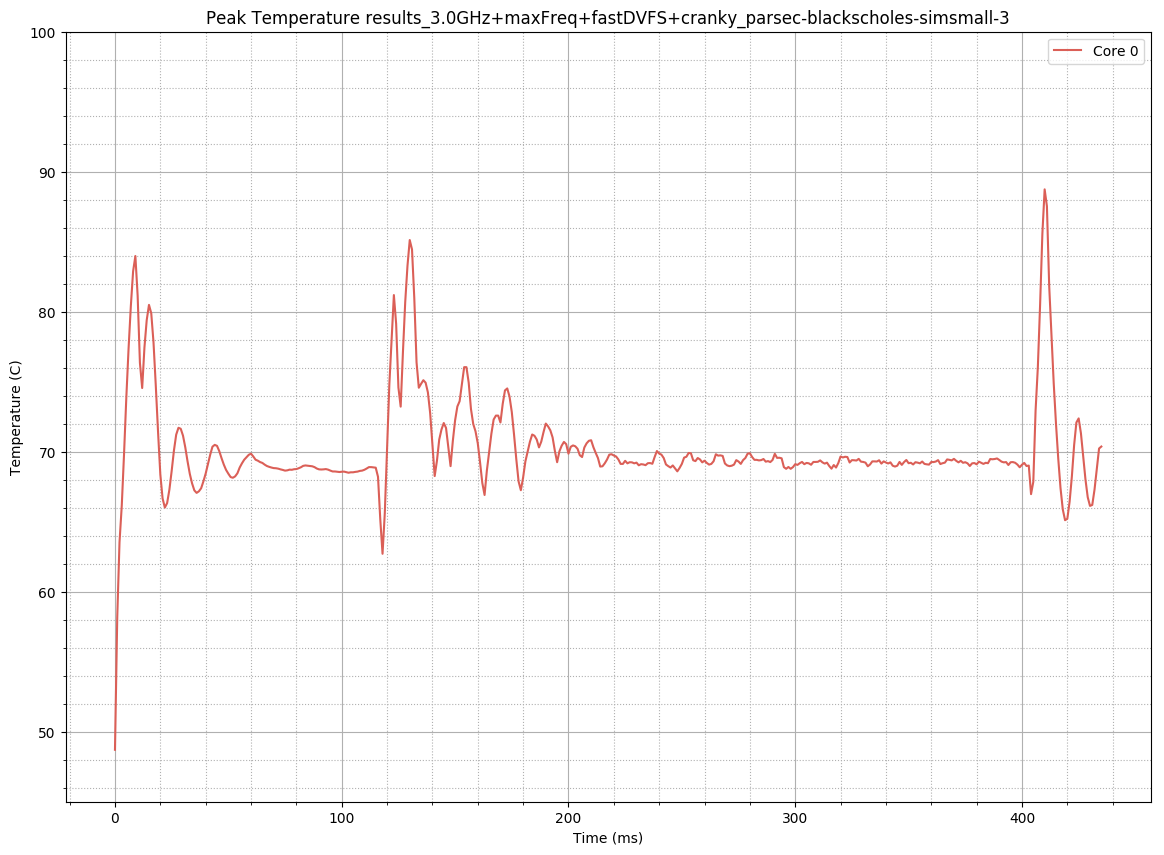 Peak Temperature results_3.0GHz+maxFreq+fastDVFS+cranky_parsec-blackscholes-simsmall-3
Core 0
100
90
80
70
60
50
Temperature (C)
0 100 200 300 400
Time (ms)